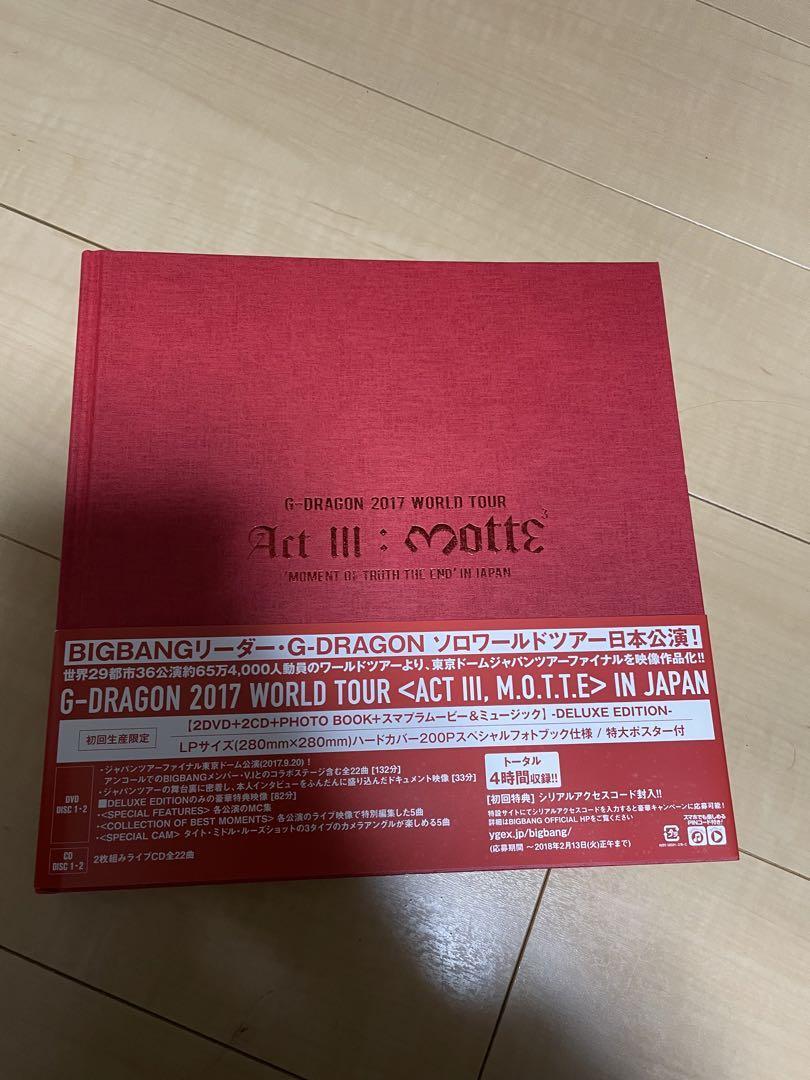 G-DRAGON 2017 WORLD TOUR
Act III : Motte 3
'MOMENT OF TRUTH THE END' IN JAPAN
BIGBANGリーダー・G-DRAGON ソロワールドツアー日本公演！
世界29都市36公演約65万4,000人動員のワールドツアーより、東京ドームジャパンツアーファイナルを映像作品化!!
G-DRAGON 2017 WORLD TOUR <ACT III, M.O.T.T.E> IN JAPAN
初回生産限定
【2DVD+2CD+PHOTO BOOK+スマプラムービー&ミュージック】-DELUXE EDITION-
LPサイズ(280mm×280mm)ハードカバー200Pスペシャルフォトブック仕様 / 特大ポスター付
DVD
DISC 1・2
・ジャパンツアーファイナル東京ドーム公演(2017.9.20)！
アンコールでのBIGBANGメンバー・V.Iとのコラボステージ含む全22曲 [132分]
・ジャパンツアーの舞台裏に密着し、本人インタビューをふんだんに盛り込んだドキュメント映像 [33分]
■DELUXE EDITIONのみの豪華特典映像 [82分]
・<SPECIAL FEATURES> 各公演のMC集
・<COLLECTION OF BEST MOMENTS> 各公演のライブ映像で特別編集した5曲
・<SPECIAL CAM> タイト・ミドル・ルーズショットの3タイプのカメラアングルが楽しめる5曲
CD
DISC 1・2
2枚組みライブCD全22曲
トータル
4時間収録!!
[初回特典] シリアルアクセスコード封入!!
特設サイトにてシリアルアクセスコードを入力すると豪華キャンペーンに応募可能！
詳細はBIGBANG OFFICIAL HPをご覧ください
ygex.jp/bigbang/
(応募期間 〜2018年2月13日(火)正午まで)
スマホでも楽しめる
PINコード付き！